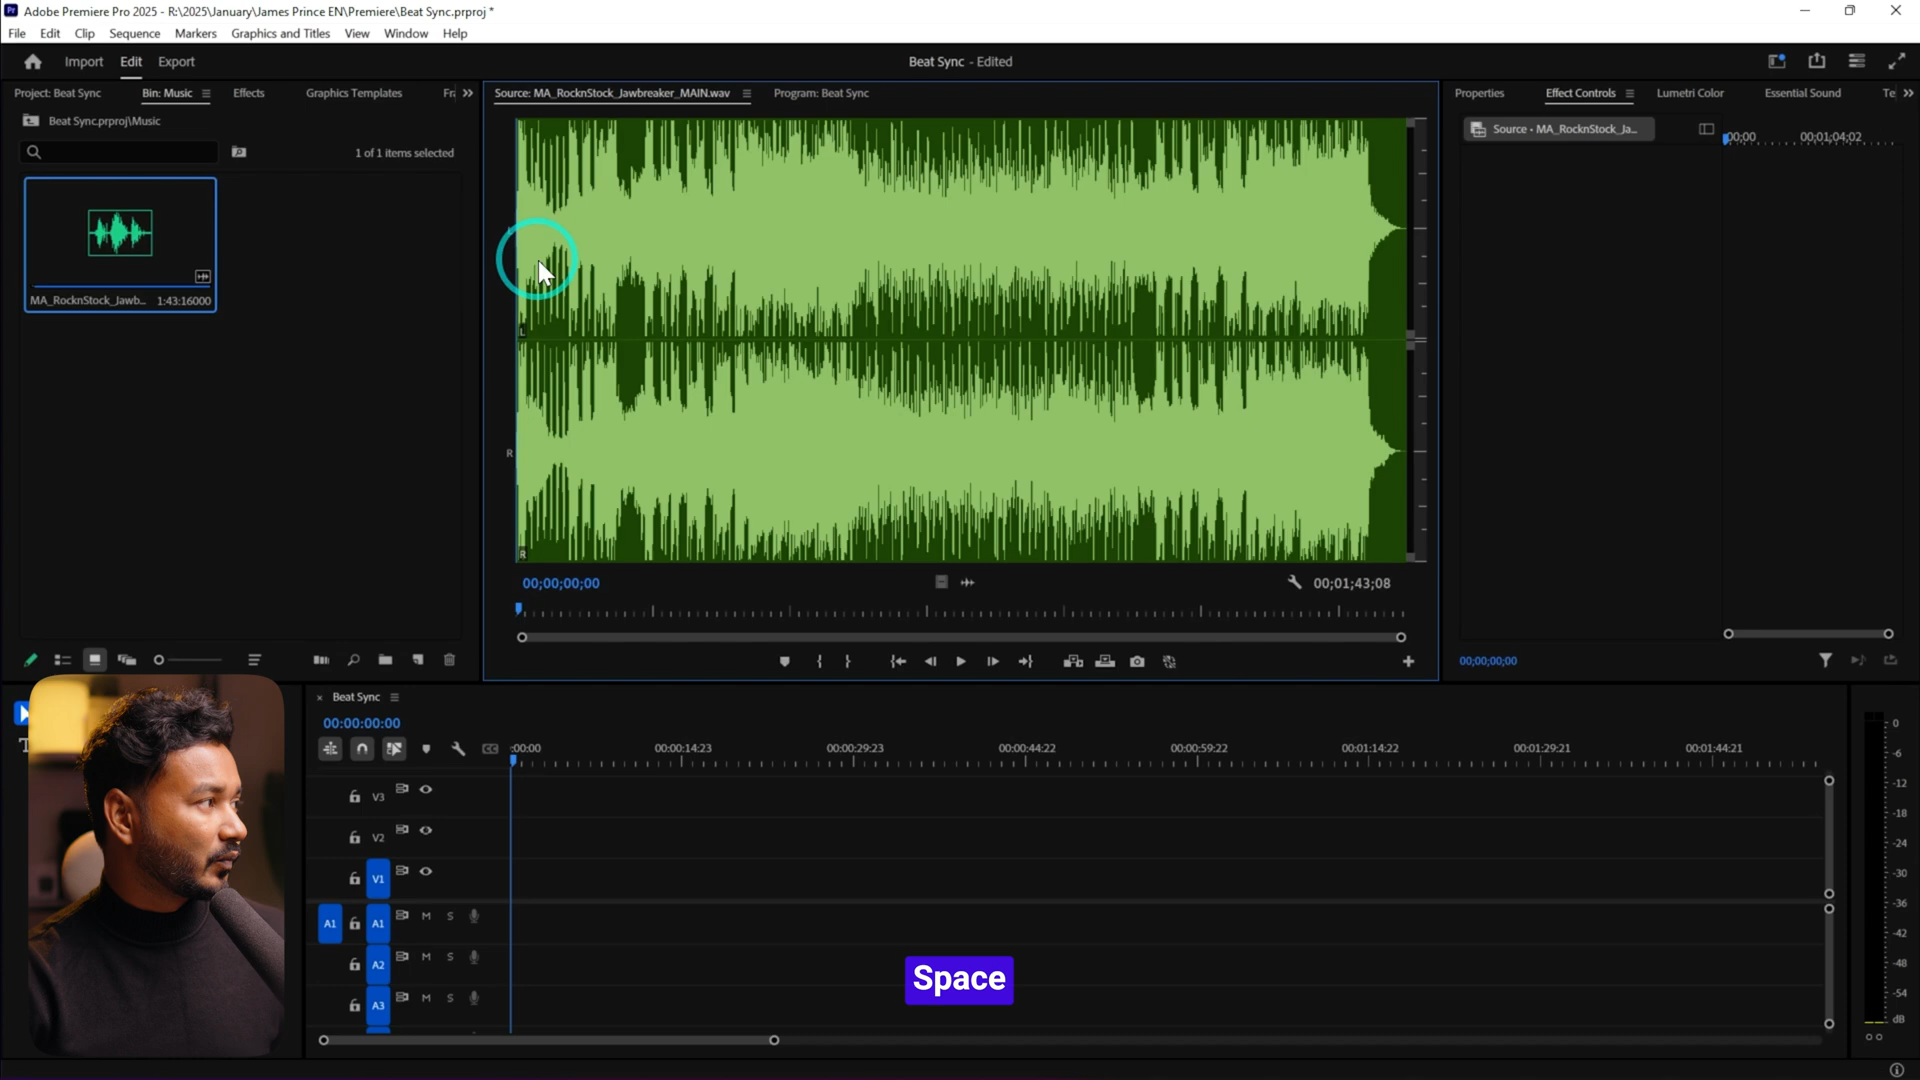 Adobe Premiere Pro 2025 - R:\2025\January\James Prince EN\Premiere\Beat Sync.prproj *
File Edit Clip Sequence Markers Graphics and Titles View Window Help
Import Edit Export
Beat Sync - Edited
Project: Beat Sync Bin: Music Effects Graphics Templates Fr
Source: MA_RocknStock_Jawbreaker_MAIN.wav Program: Beat Sync
Properties Effect Controls Lumetri Color Essential Sound Te
Beat Sync.prproj\Music
1 of 1 items selected
Source • MA_RocknStock_Ja...
00;00 00;01;04;02
MA_RocknStock_Jawb... 1:43:16000
L
R
R
00;00;00;00
00;01;43;08
00;00;00;00
Beat Sync
00:00:00:00
:00:00 00:00:14:23 00:00:29:23 00:00:44:22 00:00:59:22 00:01:14:22 00:01:29:21 00:01:44:21
V3
V2
V1
A1 A1 M S
A2 M S
A3 M S
Space
0
-6
-12
-18
-24
-30
-36
-42
-48
-54
dB